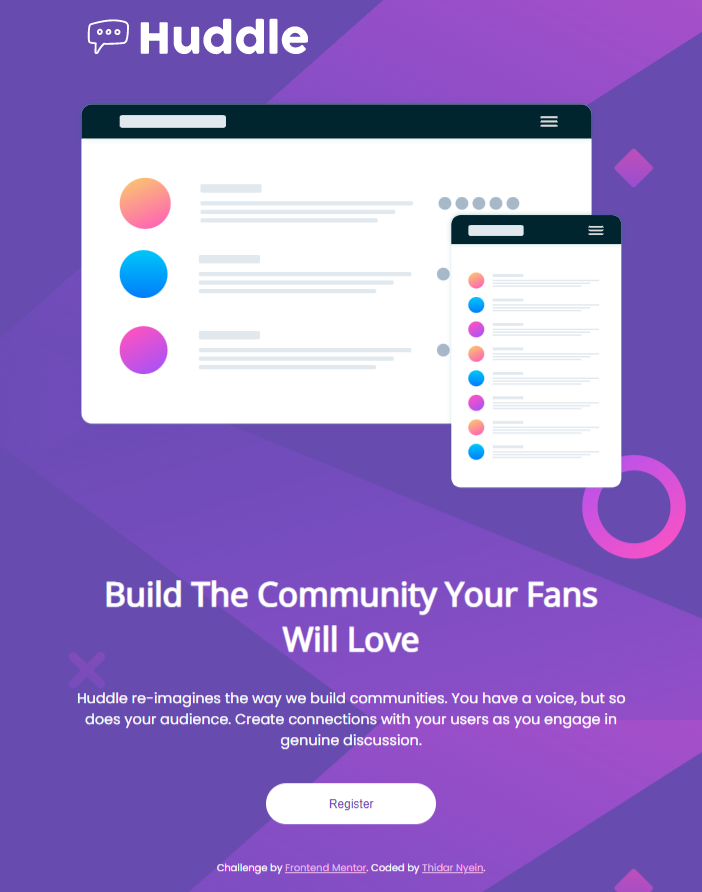 Huddle
Build The Community Your Fans
Will Love
Huddle re-imagines the way we build communities. You have a voice, but so
does your audience. Create connections with your users as you engage in
genuine discussion.
Register
Challenge by Frontend Mentor. Coded by Thidar Nyein.